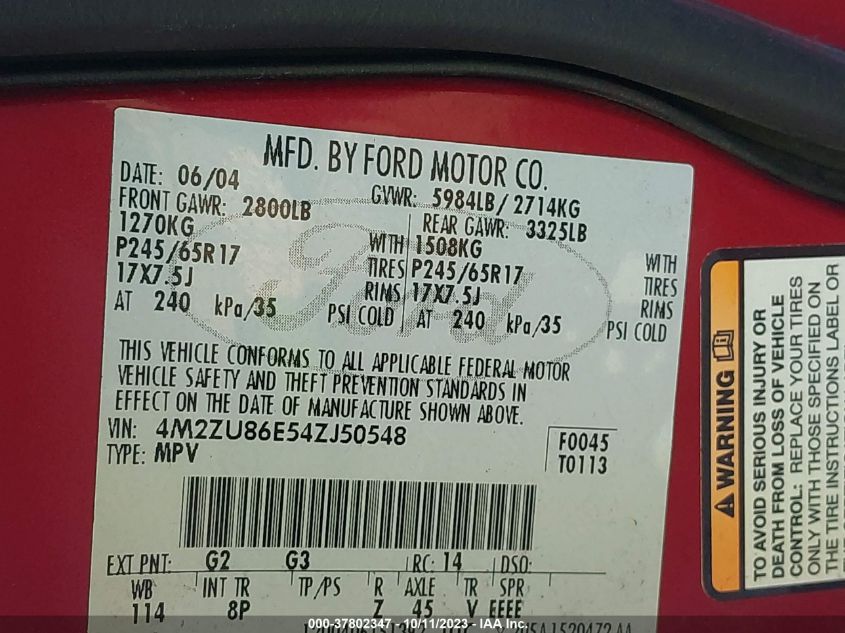 MFD. BY FORD MOTOR CO.
DATE: 06/04 GVWR: 5984LB / 2714KG
FRONT GAWR: 2800LB REAR GAWR: 3325LB
1270KG WITH 1508KG WITH
P245/65R17 TIRES P245/65R17 TIRES
17X7.5J RIMS 17X7.5J RIMS
AT 240 kPa/35 PSI COLD AT 240 kPa/35 PSI COLD
Ford
THIS VEHICLE CONFORMS TO ALL APPLICABLE FEDERAL MOTOR
VEHICLE SAFETY AND THEFT PREVENTION STANDARDS IN
EFFECT ON THE DATE OF MANUFACTURE SHOWN ABOVE.
VIN: 4M2ZU86E54ZJ50548 F0045
TYPE: MPV T0113
EXT PNT: G2 G3 RC: 14 DSO:
WB INT TR TP/PS R AXLE TR SPR
114 8P Z 45 V EEEE
WARNING
TO AVOID SERIOUS INJURY OR
DEATH FROM LOSS OF VEHICLE
CONTROL: REPLACE YOUR TIRES
ONLY WITH THOSE SPECIFIED ON
THE TIRE INSTRUCTIONS LABEL OR
000-37802347 - 10/11/2023 - IAAI.COM